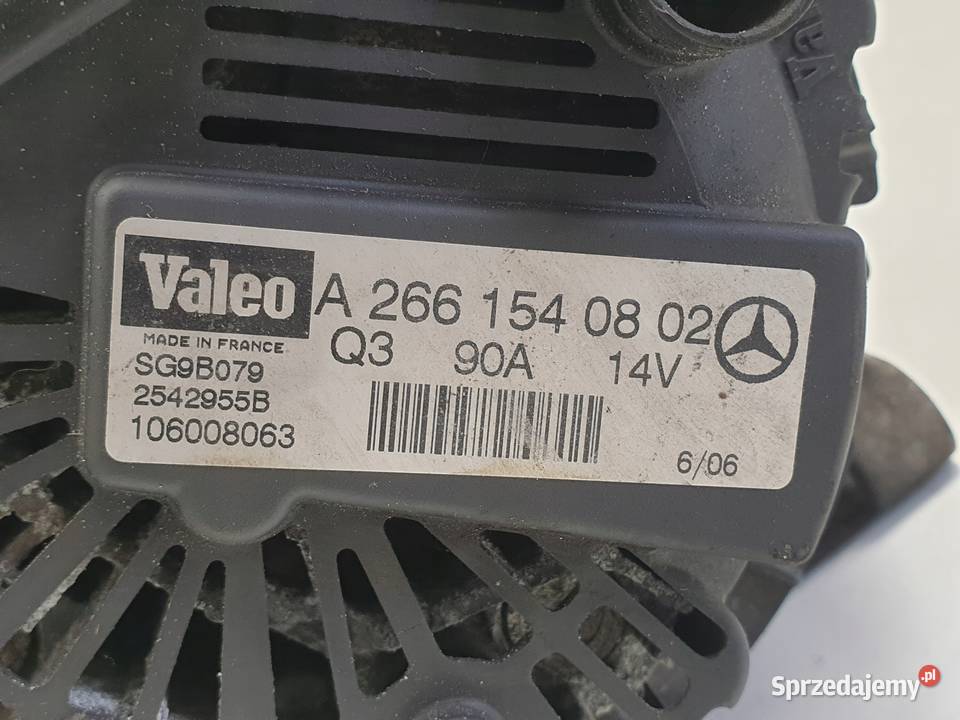 Valeo
A 266 154 08 02
MADE IN FRANCE
Q3 90A 14V
SG9B079
2542955B
106008063
6/06
Sprzedajemy.pl